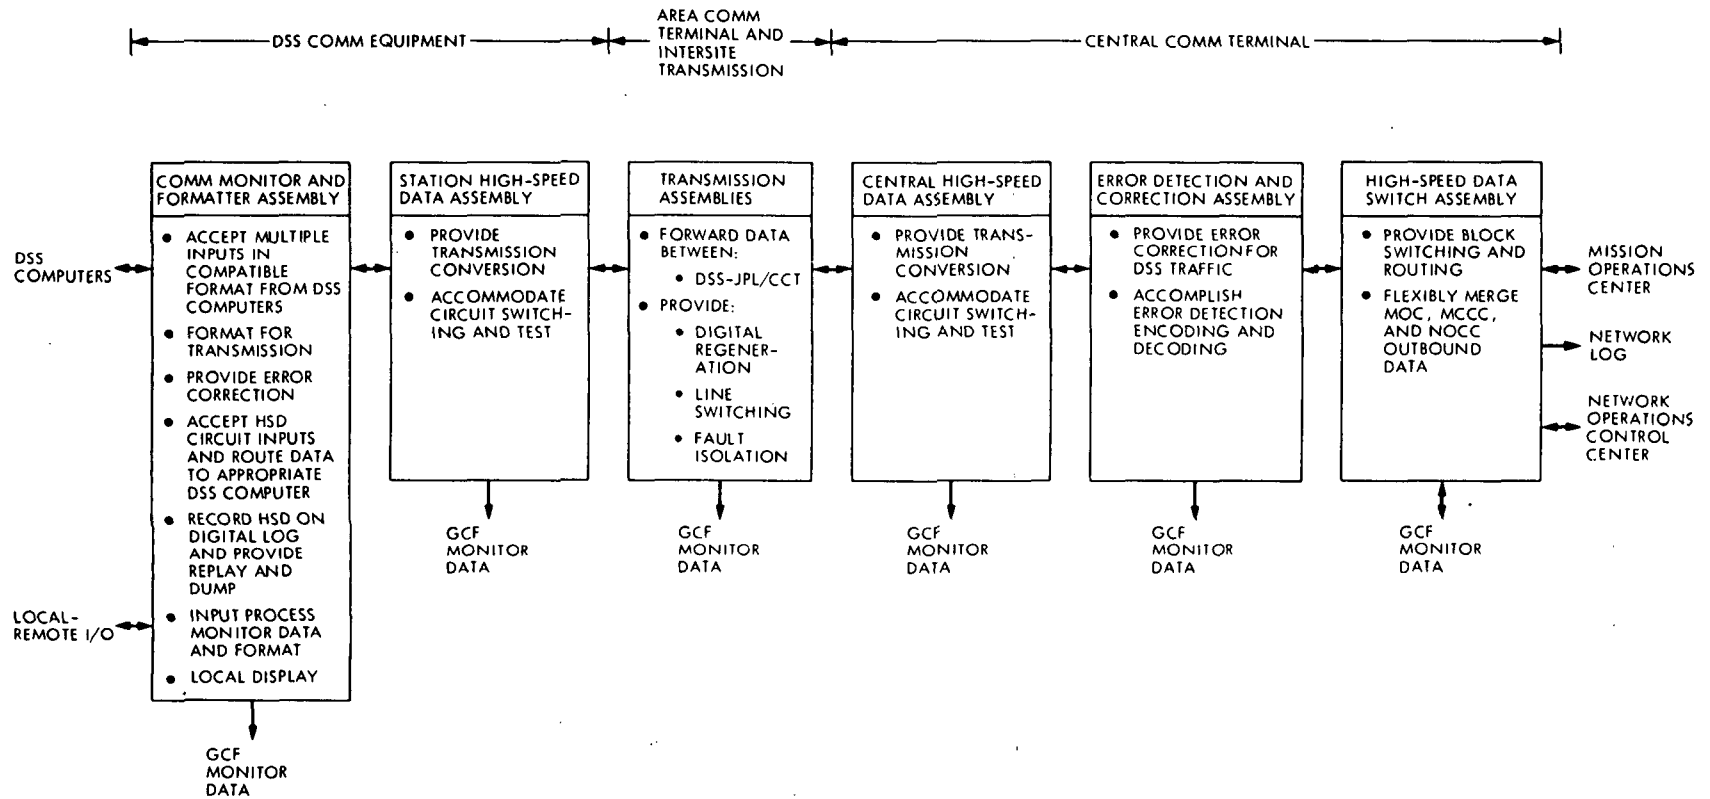 DSS COMM EQUIPMENT
AREA COMM
TERMINAL AND
INTERSITE
TRANSMISSION
CENTRAL COMM TERMINAL
DSS
COMPUTERS
LOCAL-
REMOTE I/O
COMM MONITOR AND
FORMATTER ASSEMBLY
• ACCEPT MULTIPLE
INPUTS IN
COMPATIBLE
FORMAT FROM DSS
COMPUTERS
• FORMAT FOR
TRANSMISSION
• PROVIDE ERROR
CORRECTION
• ACCEPT HSD
CIRCUIT INPUTS
AND ROUTE DATA
TO APPROPRIATE
DSS COMPUTER
• RECORD HSD ON
DIGITAL LOG
AND PROVIDE
REPLAY AND
DUMP
• INPUT PROCESS
MONITOR DATA
AND FORMAT
• LOCAL DISPLAY
GCF
MONITOR
DATA
STATION HIGH-SPEED
DATA ASSEMBLY
• PROVIDE
TRANSMISSION
CONVERSION
• ACCOMMODATE
CIRCUIT SWITCH-
ING AND TEST
GCF
MONITOR
DATA
TRANSMISSION
ASSEMBLIES
• FORWARD DATA
BETWEEN:
• DSS-JPL/CCT
• PROVIDE:
• DIGITAL
REGENER-
ATION
• LINE
SWITCHING
• FAULT
ISOLATION
GCF
MONITOR
DATA
CENTRAL HIGH-SPEED
DATA ASSEMBLY
• PROVIDE TRANS-
MISSION
CONVERSION
• ACCOMMODATE
CIRCUIT SWITCH-
ING AND TEST
GCF
MONITOR
DATA
ERROR DETECTION AND
CORRECTION ASSEMBLY
• PROVIDE ERROR
CORRECTION FOR
DSS TRAFFIC
• ACCOMPLISH
ERROR DETECTION
ENCODING AND
DECODING
GCF
MONITOR
DATA
HIGH-SPEED DATA
SWITCH ASSEMBLY
• PROVIDE BLOCK
SWITCHING AND
ROUTING
• FLEXIBLY MERGE
MOC, MCCC,
AND NOCC
OUTBOUND
DATA
GCF
MONITOR
DATA
MISSION
OPERATIONS
CENTER
NETWORK
LOG
NETWORK
OPERATIONS
CONTROL
CENTER